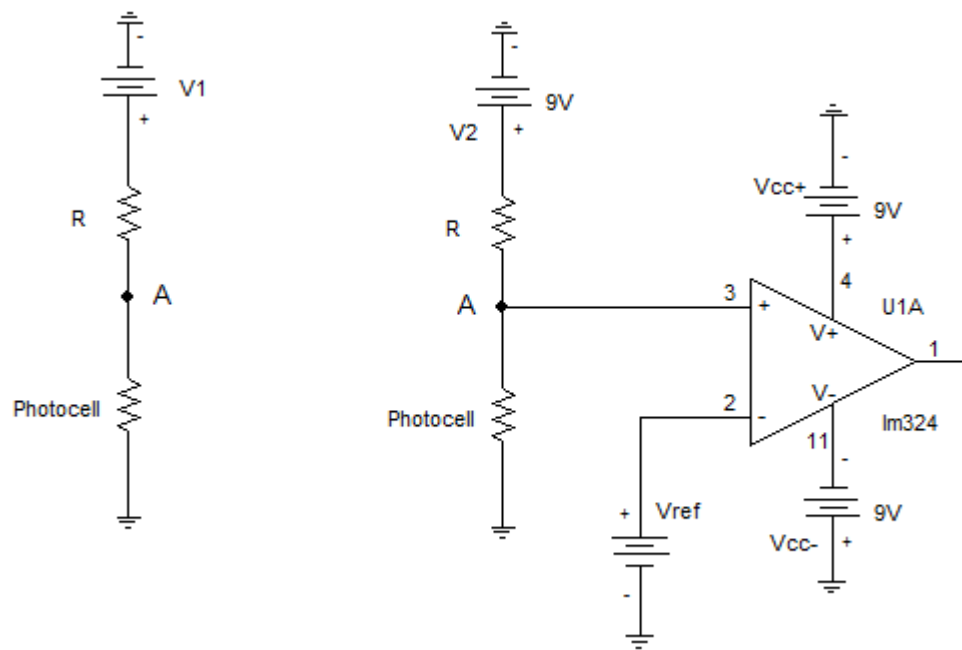 -
V1
+
R
A
Photocell
-
9V
V2
+
R
A
Photocell
-
Vcc+
9V
+
4
U1A
3
+
V+
1
2
-
V-
lm324
11
-
+
Vref
9V
Vcc-
+
-